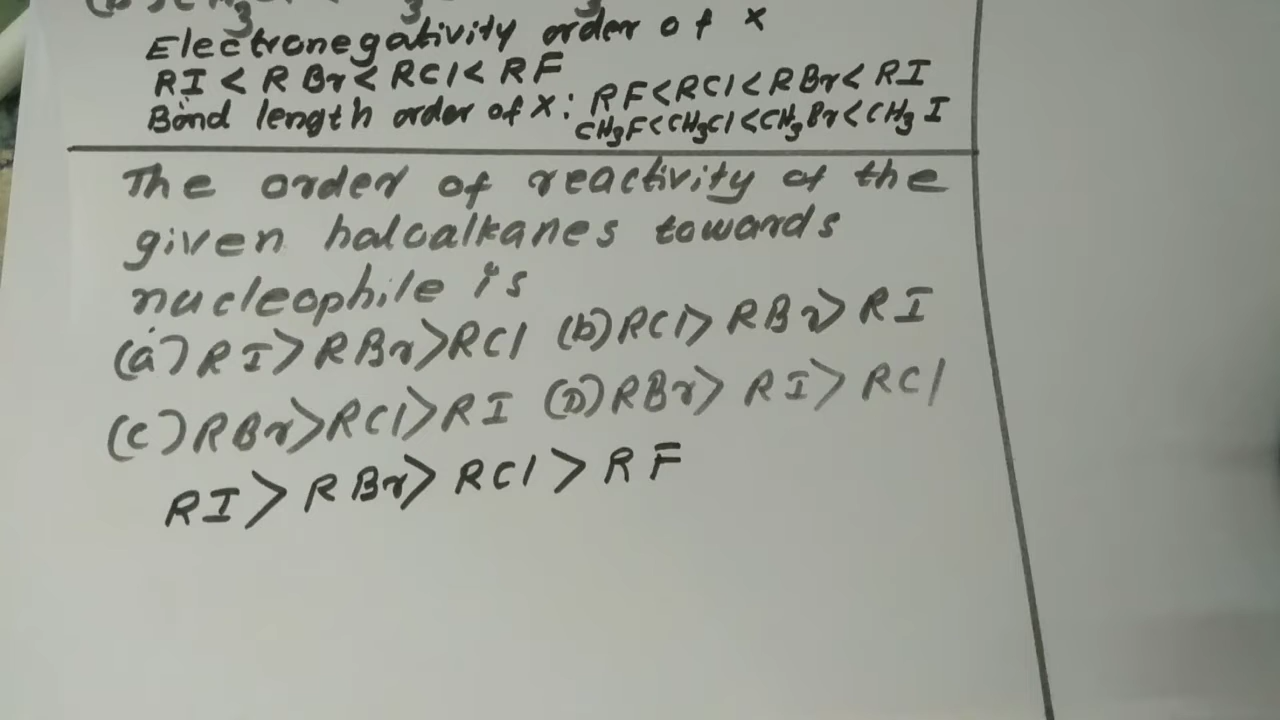 Electronegativity order of x
RI < R Br < RCl < RF
Bond length order of x: RF<RCl<RBr<RI
CH3F<CH3Cl<CH3Br<CH3 I
The order of reactivity of the
given haloalkanes towards
nucleophile is
(a) RI > RBr > RCl (b) RCl > RBr > RI
(c) RBr > RCl > RI (D) RBr > RI > RCl
RI > RBr > RCl > RF